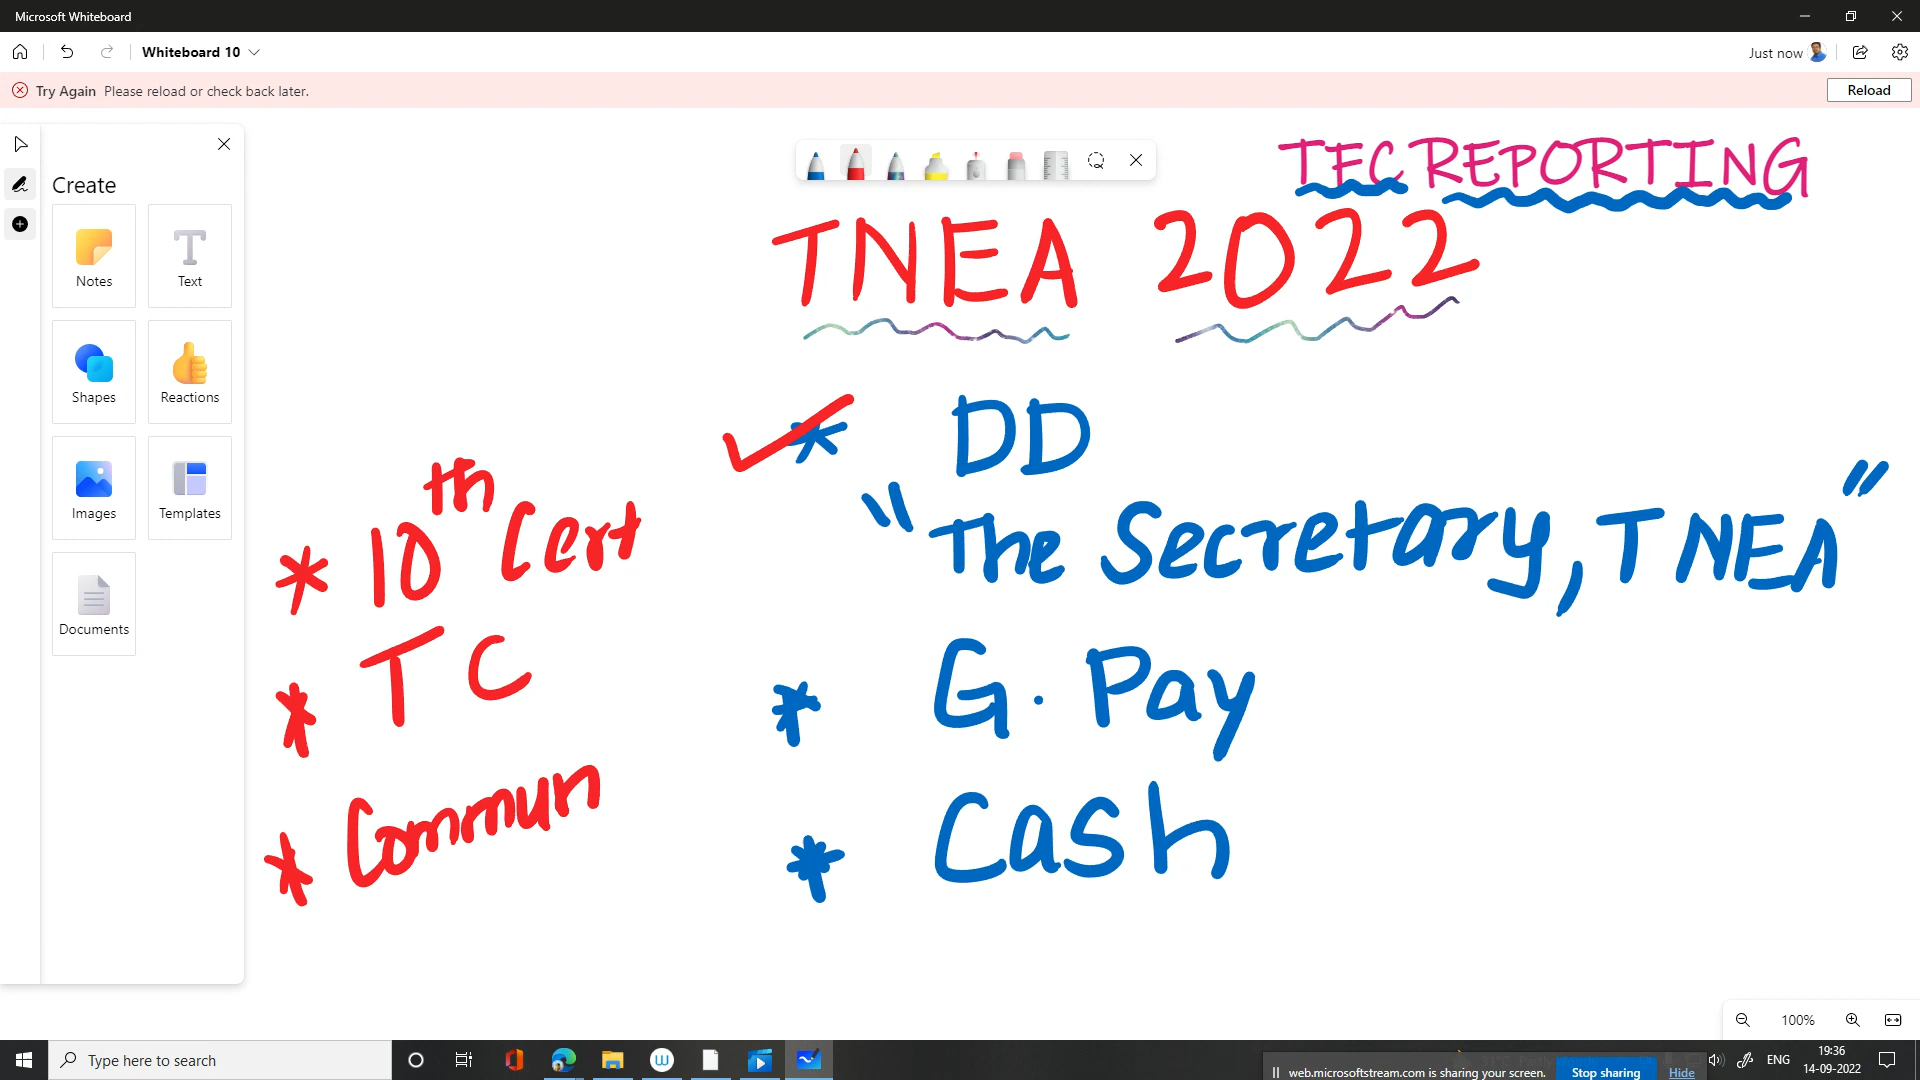 Microsoft Whiteboard
Whiteboard 10
Just now
Try Again Please reload or check back later.
Reload
Create
Notes
Text
Shapes
Reactions
Images
Templates
Documents
TFC REPORTING
TNEA 2022
* DD
"The Secretary, TNEA"
* G. Pay
* Cash
* 10th Cert
* TC
* Commun
100%
Type here to search
web.microsoftstream.com is sharing your screen.
Stop sharing
Hide
ENG
19:36
14-09-2022